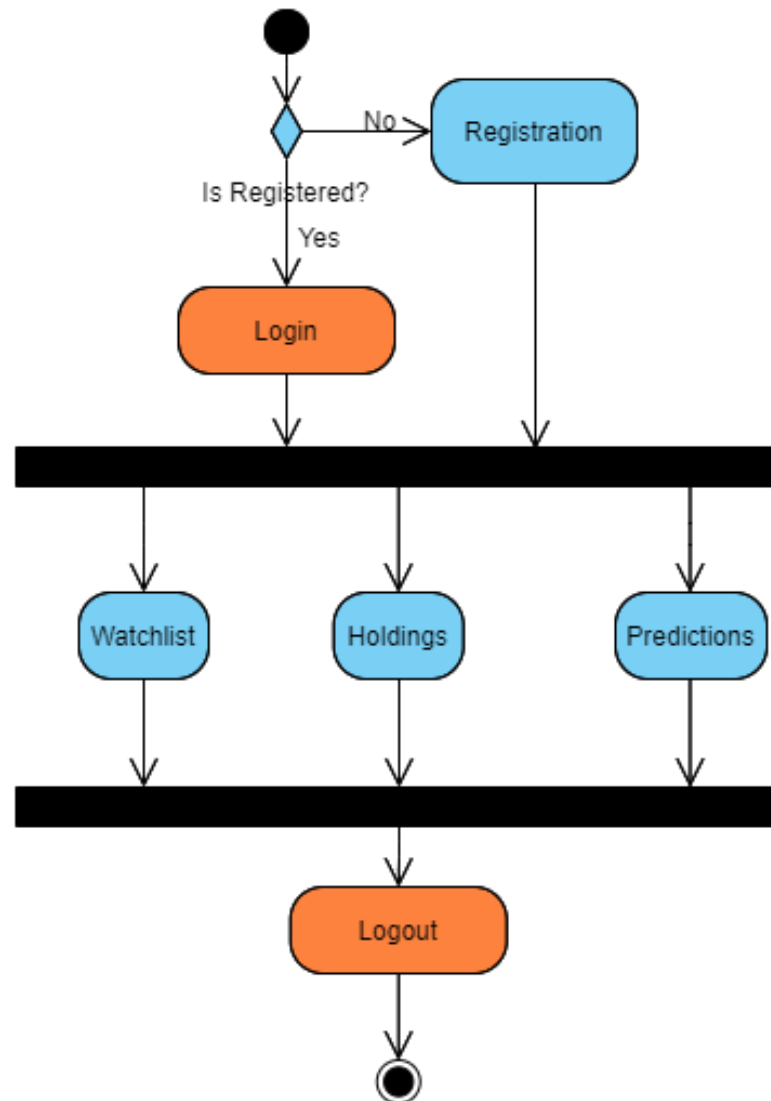 No
Registration
Is Registered?
Yes
Login
Watchlist
Holdings
Predictions
Logout